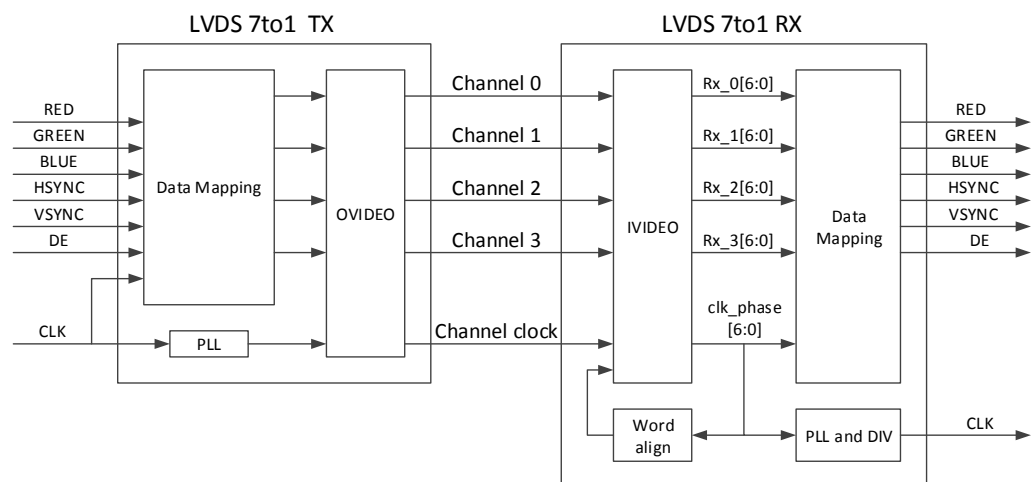 LVDS 7to1  TX
LVDS 7to1 RX
RED
GREEN
BLUE
HSYNC
VSYNC
DE
CLK
Data Mapping
PLL
OVIDEO
Channel 0
Channel 1
Channel 2
Channel 3
Channel clock
IVIDEO
Rx_0[6:0]
Rx_1[6:0]
Rx_2[6:0]
Rx_3[6:0]
clk_phase
[6:0]
Word
align
Data
Mapping
PLL and DIV
RED
GREEN
BLUE
HSYNC
VSYNC
DE
CLK